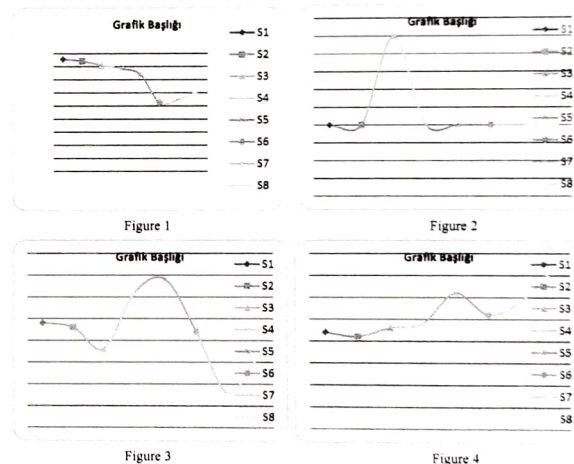 Grafik Başlığı
S1
S2
S3
S4
S5
S6
S7
S8
Figure 1
Grafik Başlığı
S1
S2
S3
S4
S5
S6
S7
S8
Figure 2
Grafik Başlığı
S1
S2
S3
S4
S5
S6
S7
S8
Figure 3
Grafik Başlığı
S1
S2
S3
S4
S5
S6
S7
S8
Figure 4